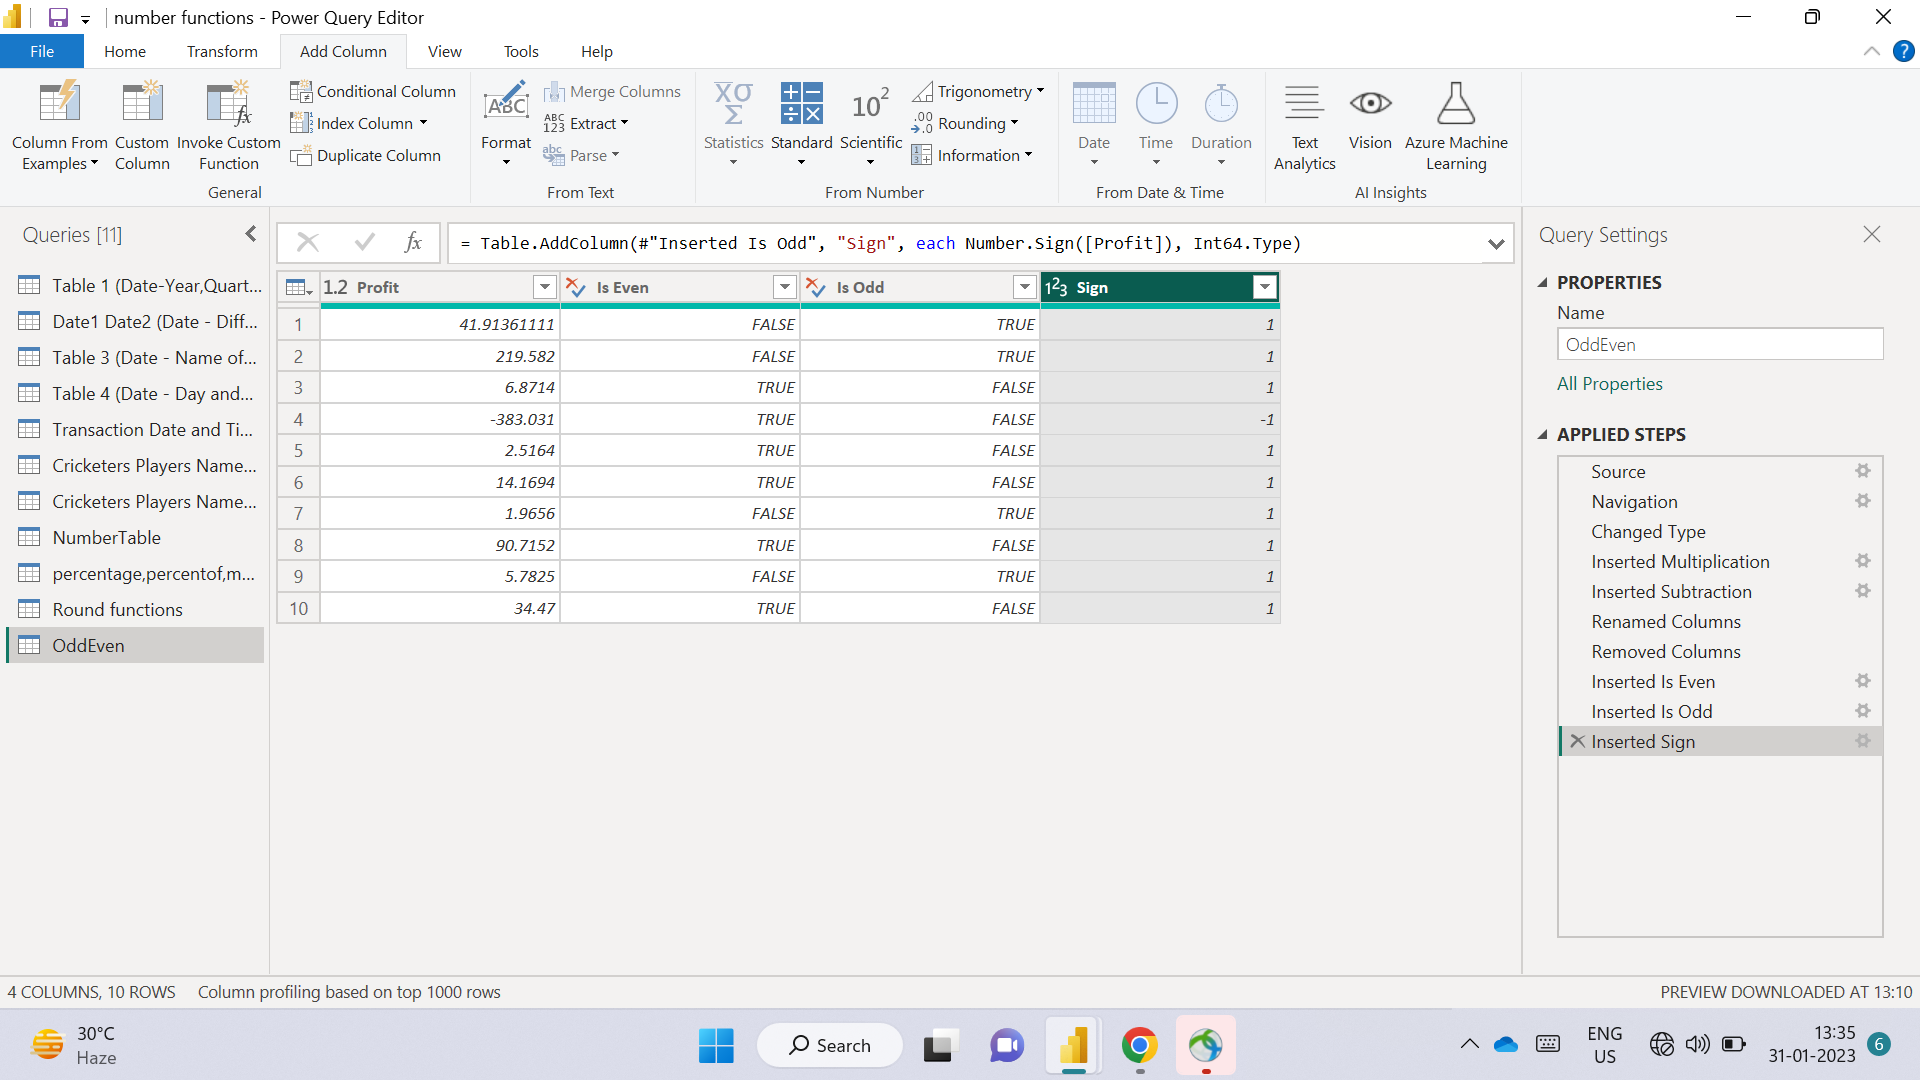 number functions - Power Query Editor
File Home Transform Add Column View Tools Help
Column From Examples
Custom Column
Invoke Custom Function
Conditional Column
Index Column
Duplicate Column
General
ABC
Format
Merge Columns
ABC 123 Extract
abc Parse
From Text
Xσ Σ
Statistics
Standard
10² Scientific
Trigonometry
.00 →.0 Rounding
Information
From Number
Date
Time
Duration
From Date & Time
Text Analytics
Vision
Azure Machine Learning
AI Insights
Queries [11]
Table 1 (Date-Year,Quart...
Date1 Date2 (Date - Diff...
Table 3 (Date - Name of...
Table 4 (Date - Day and...
Transaction Date and Ti...
Cricketers Players Name...
Cricketers Players Name...
NumberTable
percentage,percentof,m...
Round functions
OddEven
fx = Table.AddColumn(#"Inserted Is Odd", "Sign", each Number.Sign([Profit]), Int64.Type)
1.2 Profit Is Even Is Odd 123 Sign
1 41.91361111 FALSE TRUE 1
2 219.582 FALSE TRUE 1
3 6.8714 TRUE FALSE 1
4 -383.031 TRUE FALSE -1
5 2.5164 TRUE FALSE 1
6 14.1694 TRUE FALSE 1
7 1.9656 FALSE TRUE 1
8 90.7152 TRUE FALSE 1
9 5.7825 FALSE TRUE 1
10 34.47 TRUE FALSE 1
Query Settings
PROPERTIES
Name
OddEven
All Properties
APPLIED STEPS
Source
Navigation
Changed Type
Inserted Multiplication
Inserted Subtraction
Renamed Columns
Removed Columns
Inserted Is Even
Inserted Is Odd
Inserted Sign
4 COLUMNS, 10 ROWS Column profiling based on top 1000 rows PREVIEW DOWNLOADED AT 13:10
30°C
Haze
Search
ENG
US
13:35
31-01-2023
6